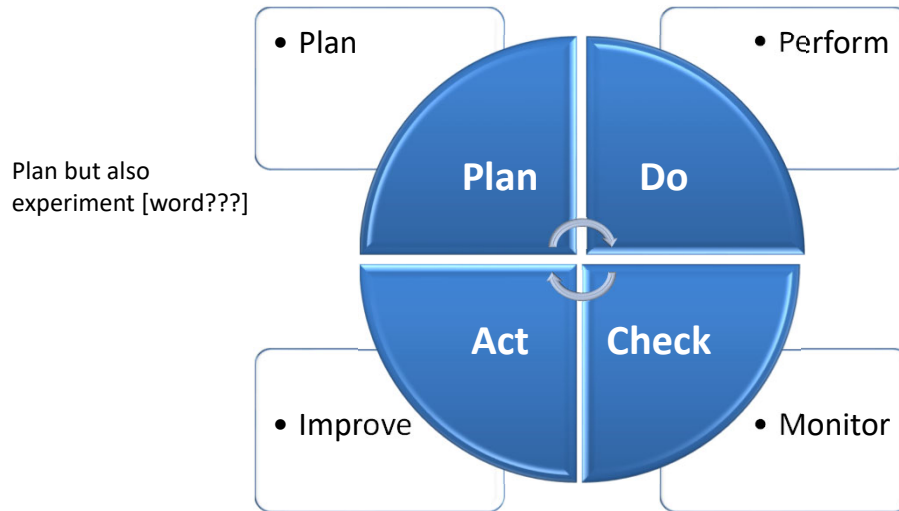 • Plan
• Perform
Plan but also
experiment [word???]
Plan
Do
Act
Check
• Improve
• Monitor